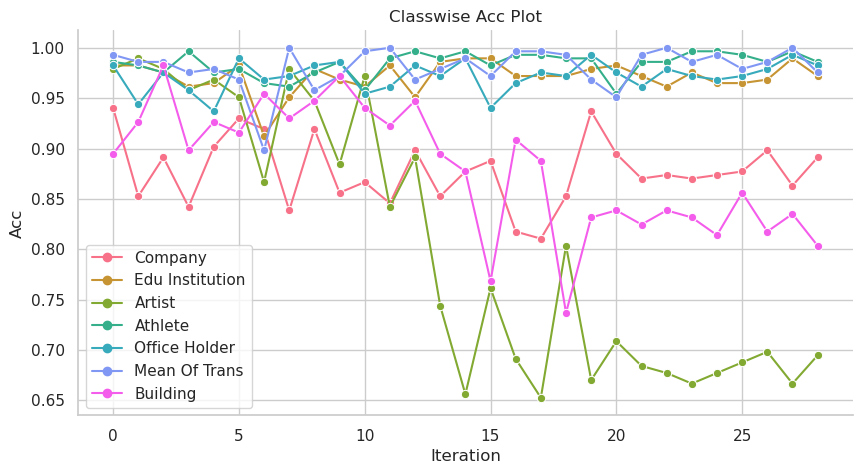 Classwise Acc Plot
1.00
0.95
0.90
0.85
0.80
0.75
0.70
0.65
Acc
Company
Edu Institution
Artist
Athlete
Office Holder
Mean Of Trans
Building
0 5 10 15 20 25
Iteration